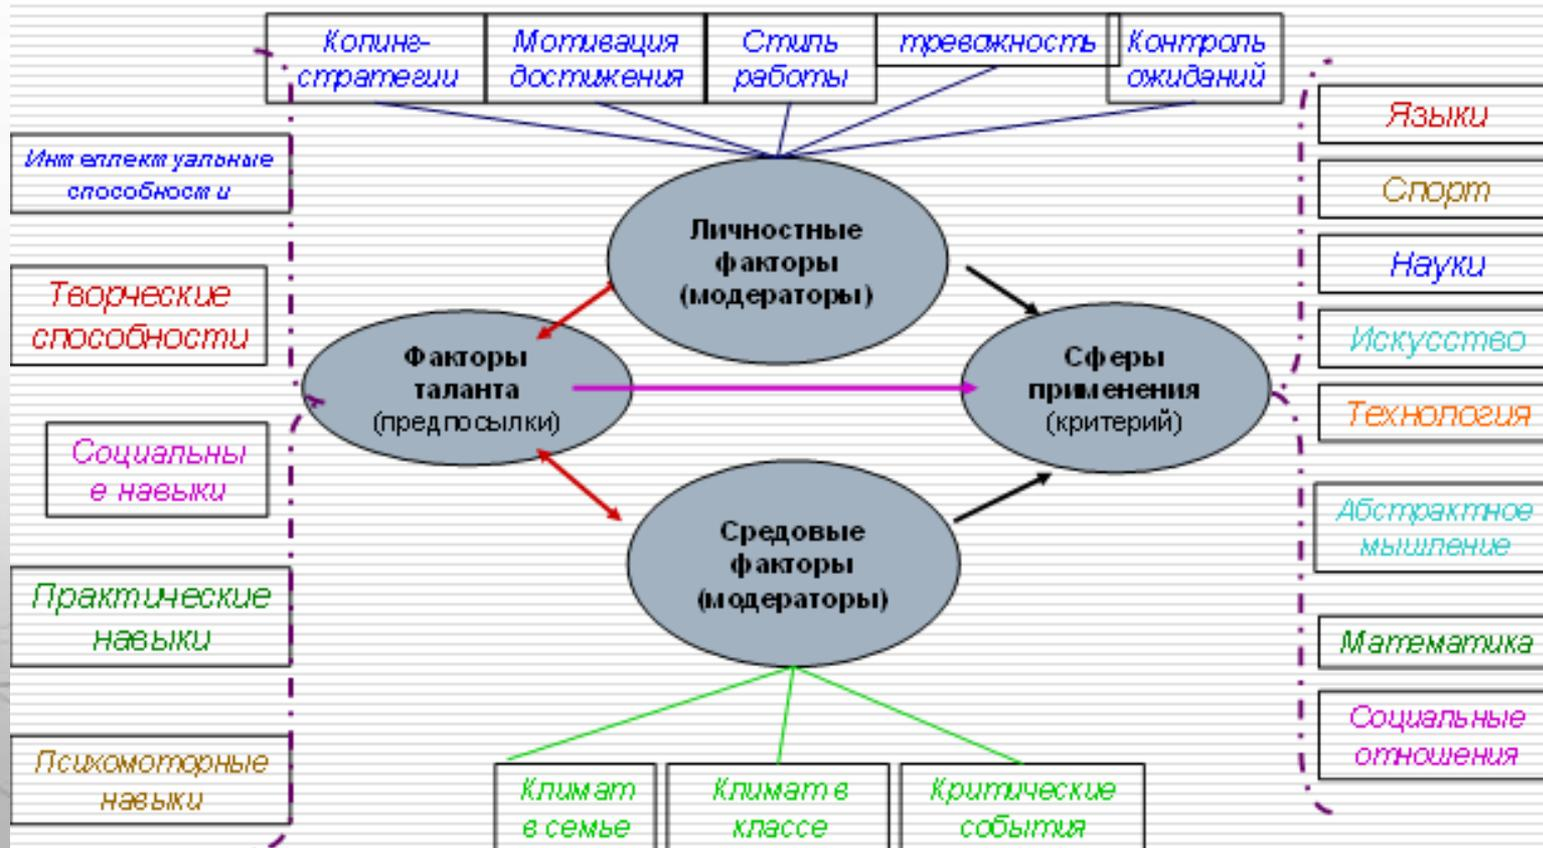 Копинг-
стратегии
Мотивация
достижения
Стиль
работы
тревожность
Контроль
ожиданий
Интеллектуальные
способности
Творческие
способности
Социальны
е навыки
Практические
навыки
Психомоторные
навыки
Личностные
факторы
(модераторы)
Факторы
таланта
(предпосылки)
Сферы
применения
(критерий)
Средовые
факторы
(модераторы)
Климат
в семье
Климат в
классе
Критические
события
Языки
Спорт
Науки
Искусство
Технология
Абстрактное
мышление
Математика
Социальные
отношения